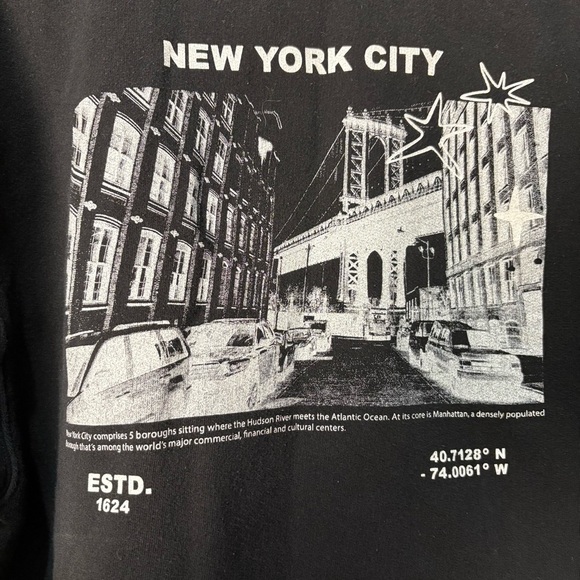 NEW YORK CITY
New York City comprises 5 boroughs sitting where the Hudson River meets the Atlantic Ocean. At its core is Manhattan, a densely populated
borough that's among the world's major commercial, financial and cultural centers.
ESTD.
1624
40.7128° N
- 74.0061° W